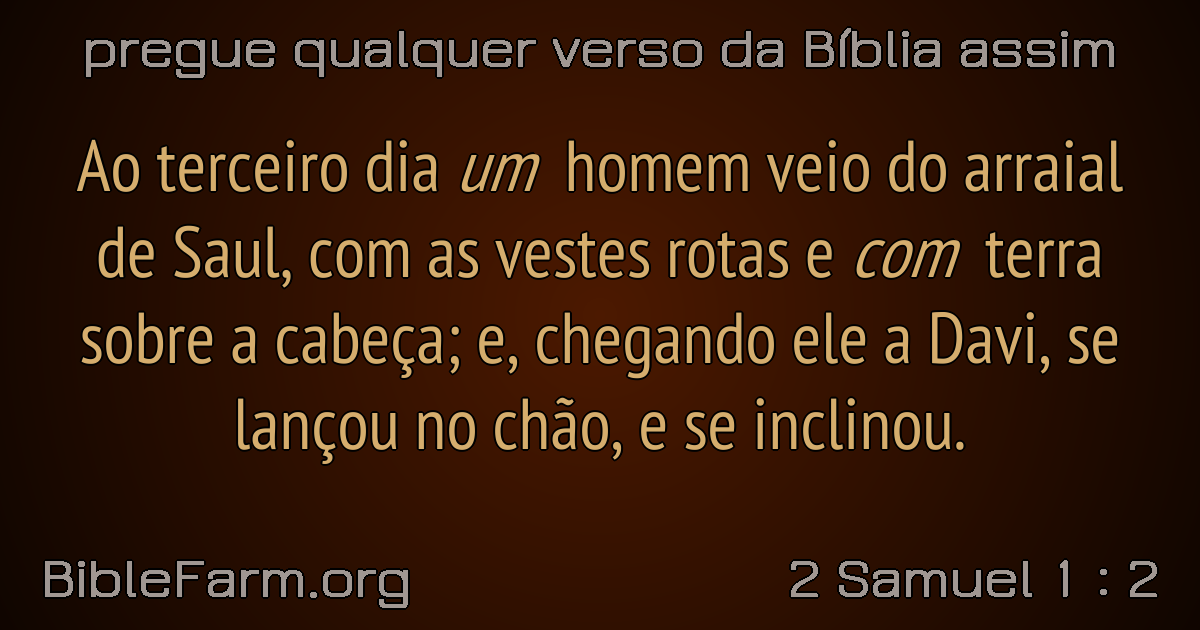 pregue qualquer verso da Bíblia assim
Ao terceiro dia um homem veio do arraial
de Saul, com as vestes rotas e com terra
sobre a cabeça; e, chegando ele a Davi, se
lançou no chão, e se inclinou.
BibleFarm.org
2 Samuel 1 : 2